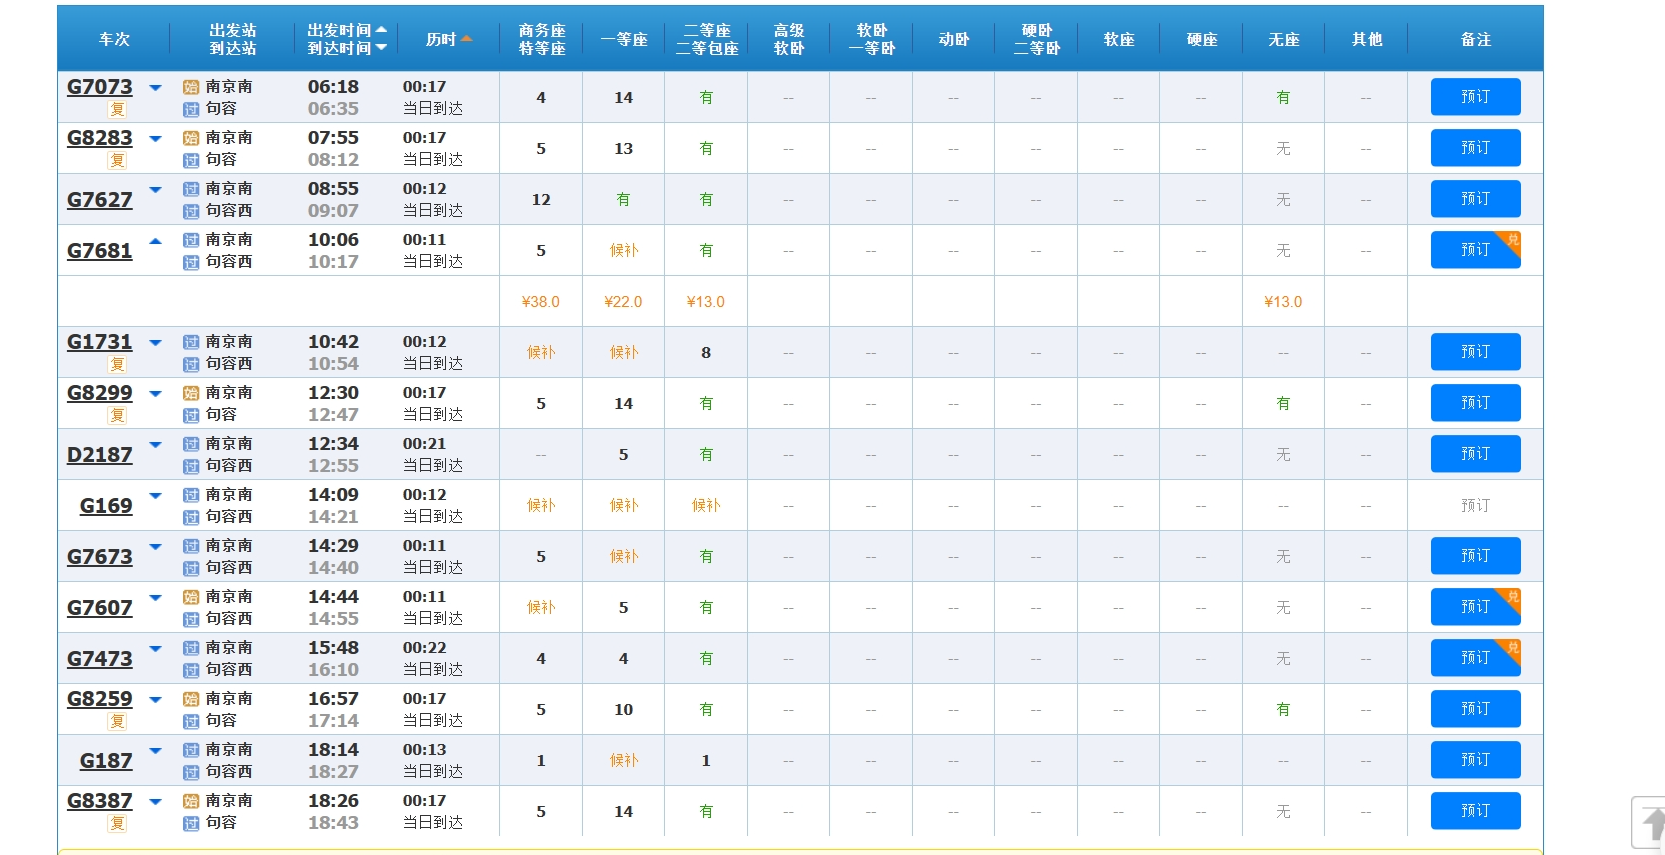 车次 出发站 到达站 出发时间 到达时间 历时 商务座 特等座 一等座 二等座 二等包座 高级 软卧 软卧 一等卧 动卧 硬卧 二等卧 软座 硬座 无座 其他 备注
G7073 始 南京南 06:18 00:17 4 14 有 -- -- -- -- -- -- 有 -- 预订
复 过 句容 06:35 当日到达
G8283 始 南京南 07:55 00:17 5 13 有 -- -- -- -- -- -- 无 -- 预订
复 过 句容 08:12 当日到达
G7627 过 南京南 08:55 00:12 12 有 有 -- -- -- -- -- -- 无 -- 预订
过 句容西 09:07 当日到达
G7681 过 南京南 10:06 00:11 5 候补 有 -- -- -- -- -- -- 无 -- 预订 兑
过 句容西 10:17 当日到达
¥38.0 ¥22.0 ¥13.0 ¥13.0
G1731 过 南京南 10:42 00:12 候补 候补 8 -- -- -- -- -- -- -- -- 预订
复 过 句容西 10:54 当日到达
G8299 始 南京南 12:30 00:17 5 14 有 -- -- -- -- -- -- 有 -- 预订
复 过 句容 12:47 当日到达
D2187 过 南京南 12:34 00:21 -- 5 有 -- -- -- -- -- -- 无 -- 预订
过 句容西 12:55 当日到达
G169 过 南京南 14:09 00:12 候补 候补 候补 -- -- -- -- -- -- -- -- 预订
过 句容西 14:21 当日到达
G7673 过 南京南 14:29 00:11 5 候补 有 -- -- -- -- -- -- 无 -- 预订
过 句容西 14:40 当日到达
G7607 始 南京南 14:44 00:11 候补 5 有 -- -- -- -- -- -- 无 -- 预订 兑
过 句容西 14:55 当日到达
G7473 过 南京南 15:48 00:22 4 4 有 -- -- -- -- -- -- 无 -- 预订 兑
过 句容西 16:10 当日到达
G8259 始 南京南 16:57 00:17 5 10 有 -- -- -- -- -- -- 有 -- 预订
复 过 句容 17:14 当日到达
G187 过 南京南 18:14 00:13 1 候补 1 -- -- -- -- -- -- -- -- 预订
过 句容西 18:27 当日到达
G8387 始 南京南 18:26 00:17 5 14 有 -- -- -- -- -- -- 无 -- 预订
复 过 句容 18:43 当日到达